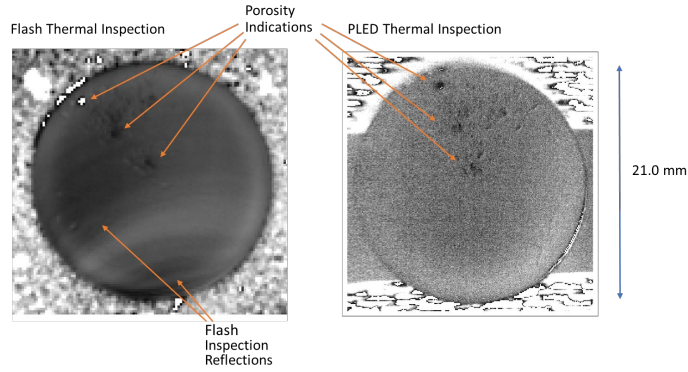 Flash Thermal Inspection
Porosity
Indications
PLED Thermal Inspection
21.0 mm
Flash
Inspection
Reflections